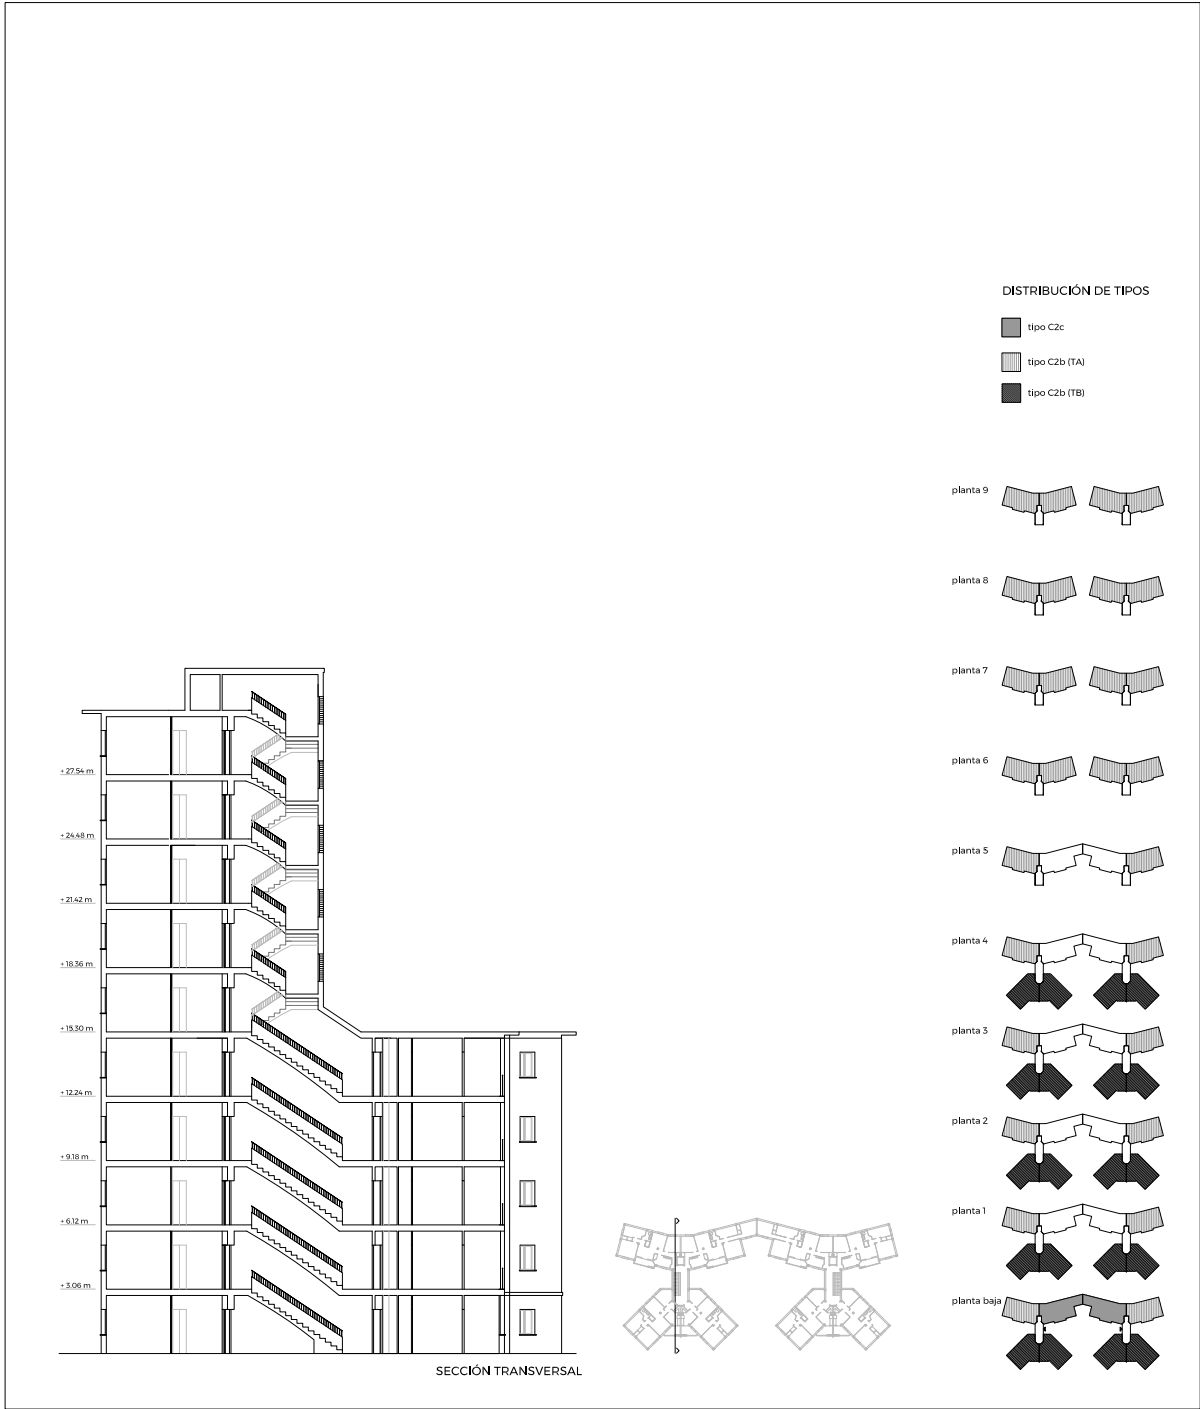 DISTRIBUCIÓN DE TIPOS
tipo C2c
tipo C2b (TA)
tipo C2b (TB)
planta 9
planta 8
planta 7
planta 6
planta 5
planta 4
planta 3
planta 2
planta 1
planta baja
+ 27.54 m
+ 24.48 m
+ 21.42 m
+ 18.36 m
+ 15.30 m
+ 12.24 m
+ 9.18 m
+ 6.12 m
+ 3.06 m
SECCIÓN TRANSVERSAL